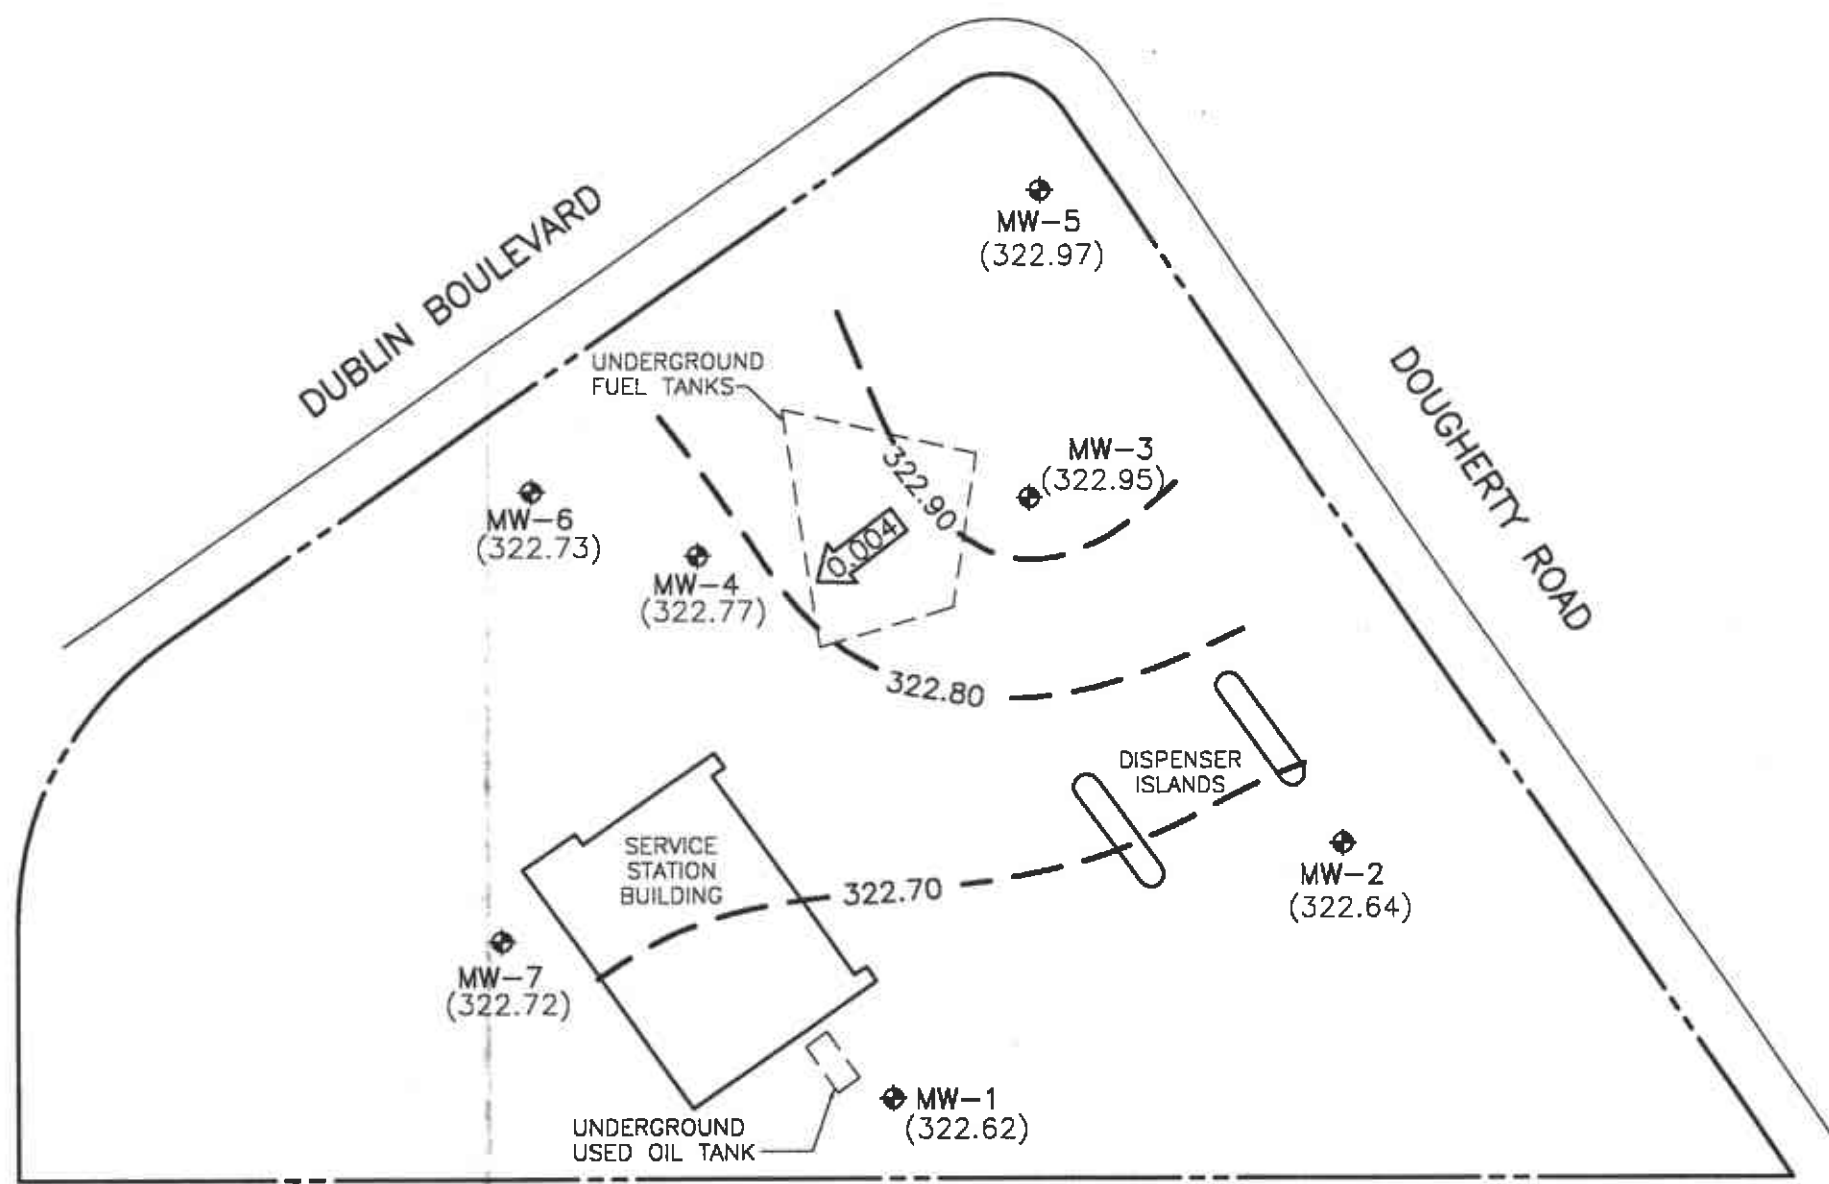 DUBLIN BOULEVARD
MW-5
(322.97)
UNDERGROUND
FUEL TANKS
DOUGHERTY ROAD
MW-3
(322.95)
322.90
MW-6
(322.73)
0.004
MW-4
(322.77)
322.80
DISPENSER
ISLANDS
SERVICE
STATION
BUILDING
322.70
MW-2
(322.64)
MW-7
(322.72)
MW-1
(322.62)
UNDERGROUND
USED OIL TANK